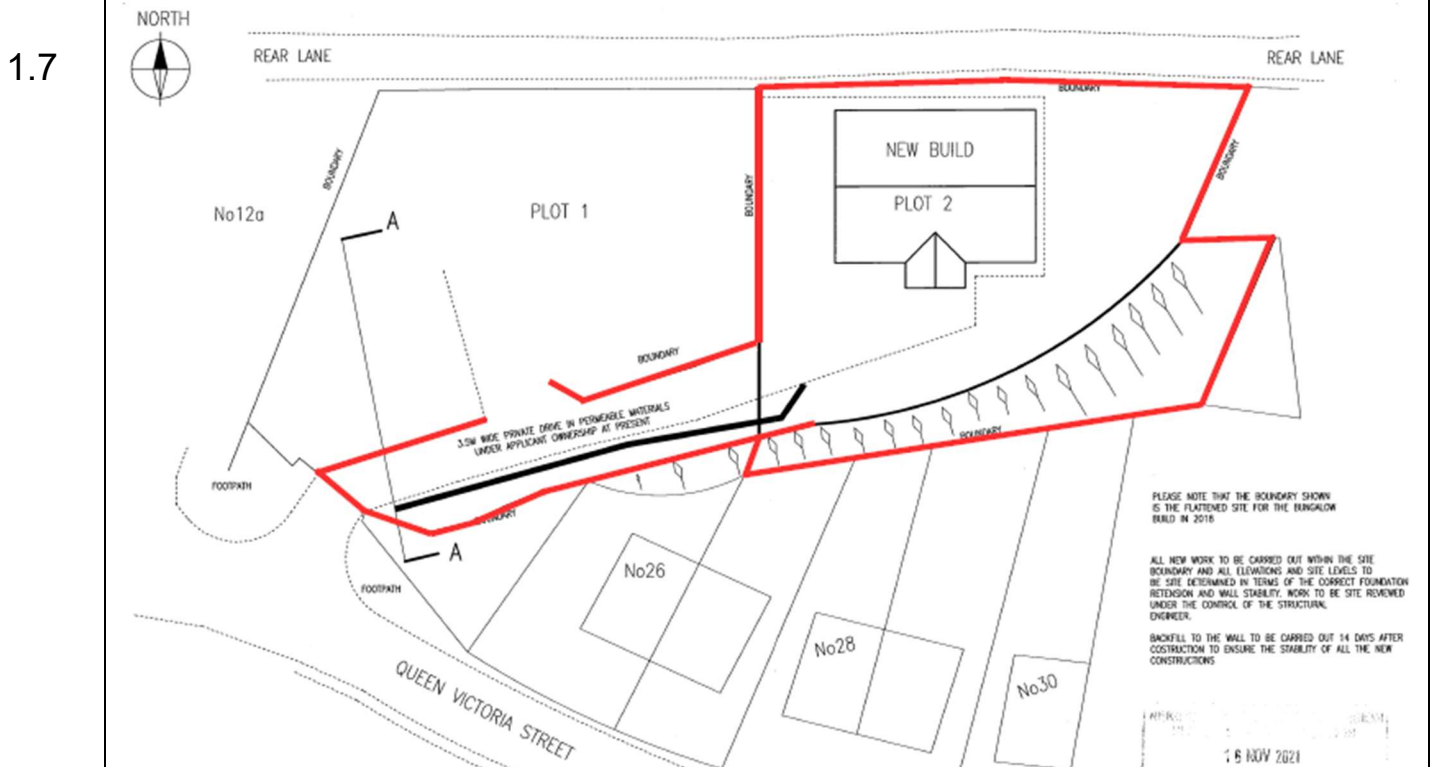 1.7
NORTH
REAR LANE
REAR LANE
BOUNDARY
BOUNDARY
BOUNDARY
BOUNDARY
NEW BUILD
PLOT 2
PLOT 1
No12a
A
BOUNDARY
3.5M WIDE PRIVATE DRIVE IN PERMEABLE MATERIALS
UNDER APPLICANT OWNERSHIP AT PRESENT
BOUNDARY
FOOTPATH
BOUNDARY
A
FOOTPATH
No26
No28
No30
QUEEN VICTORIA STREET
PLEASE NOTE THAT THE BOUNDARY SHOWN
IS THE FLATTENED SITE FOR THE BUNGALOW
BUILD IN 2018
ALL NEW WORK TO BE CARRIED OUT WITHIN THE SITE
BOUNDARY AND ALL ELEVATIONS AND SITE LEVELS TO
BE SITE DETERMINED IN TERMS OF THE CORRECT FOUNDATION
RETENSION AND WALL STABILITY. WORK TO BE SITE REVIEWED
UNDER THE CONTROL OF THE STRUCTURAL
ENGINEER.
BACKFILL TO THE WALL TO BE CARRIED OUT 14 DAYS AFTER
COSTRUCTION TO ENSURE THE STABILITY OF ALL THE NEW
CONSTRUCTIONS
16 NOV 2021